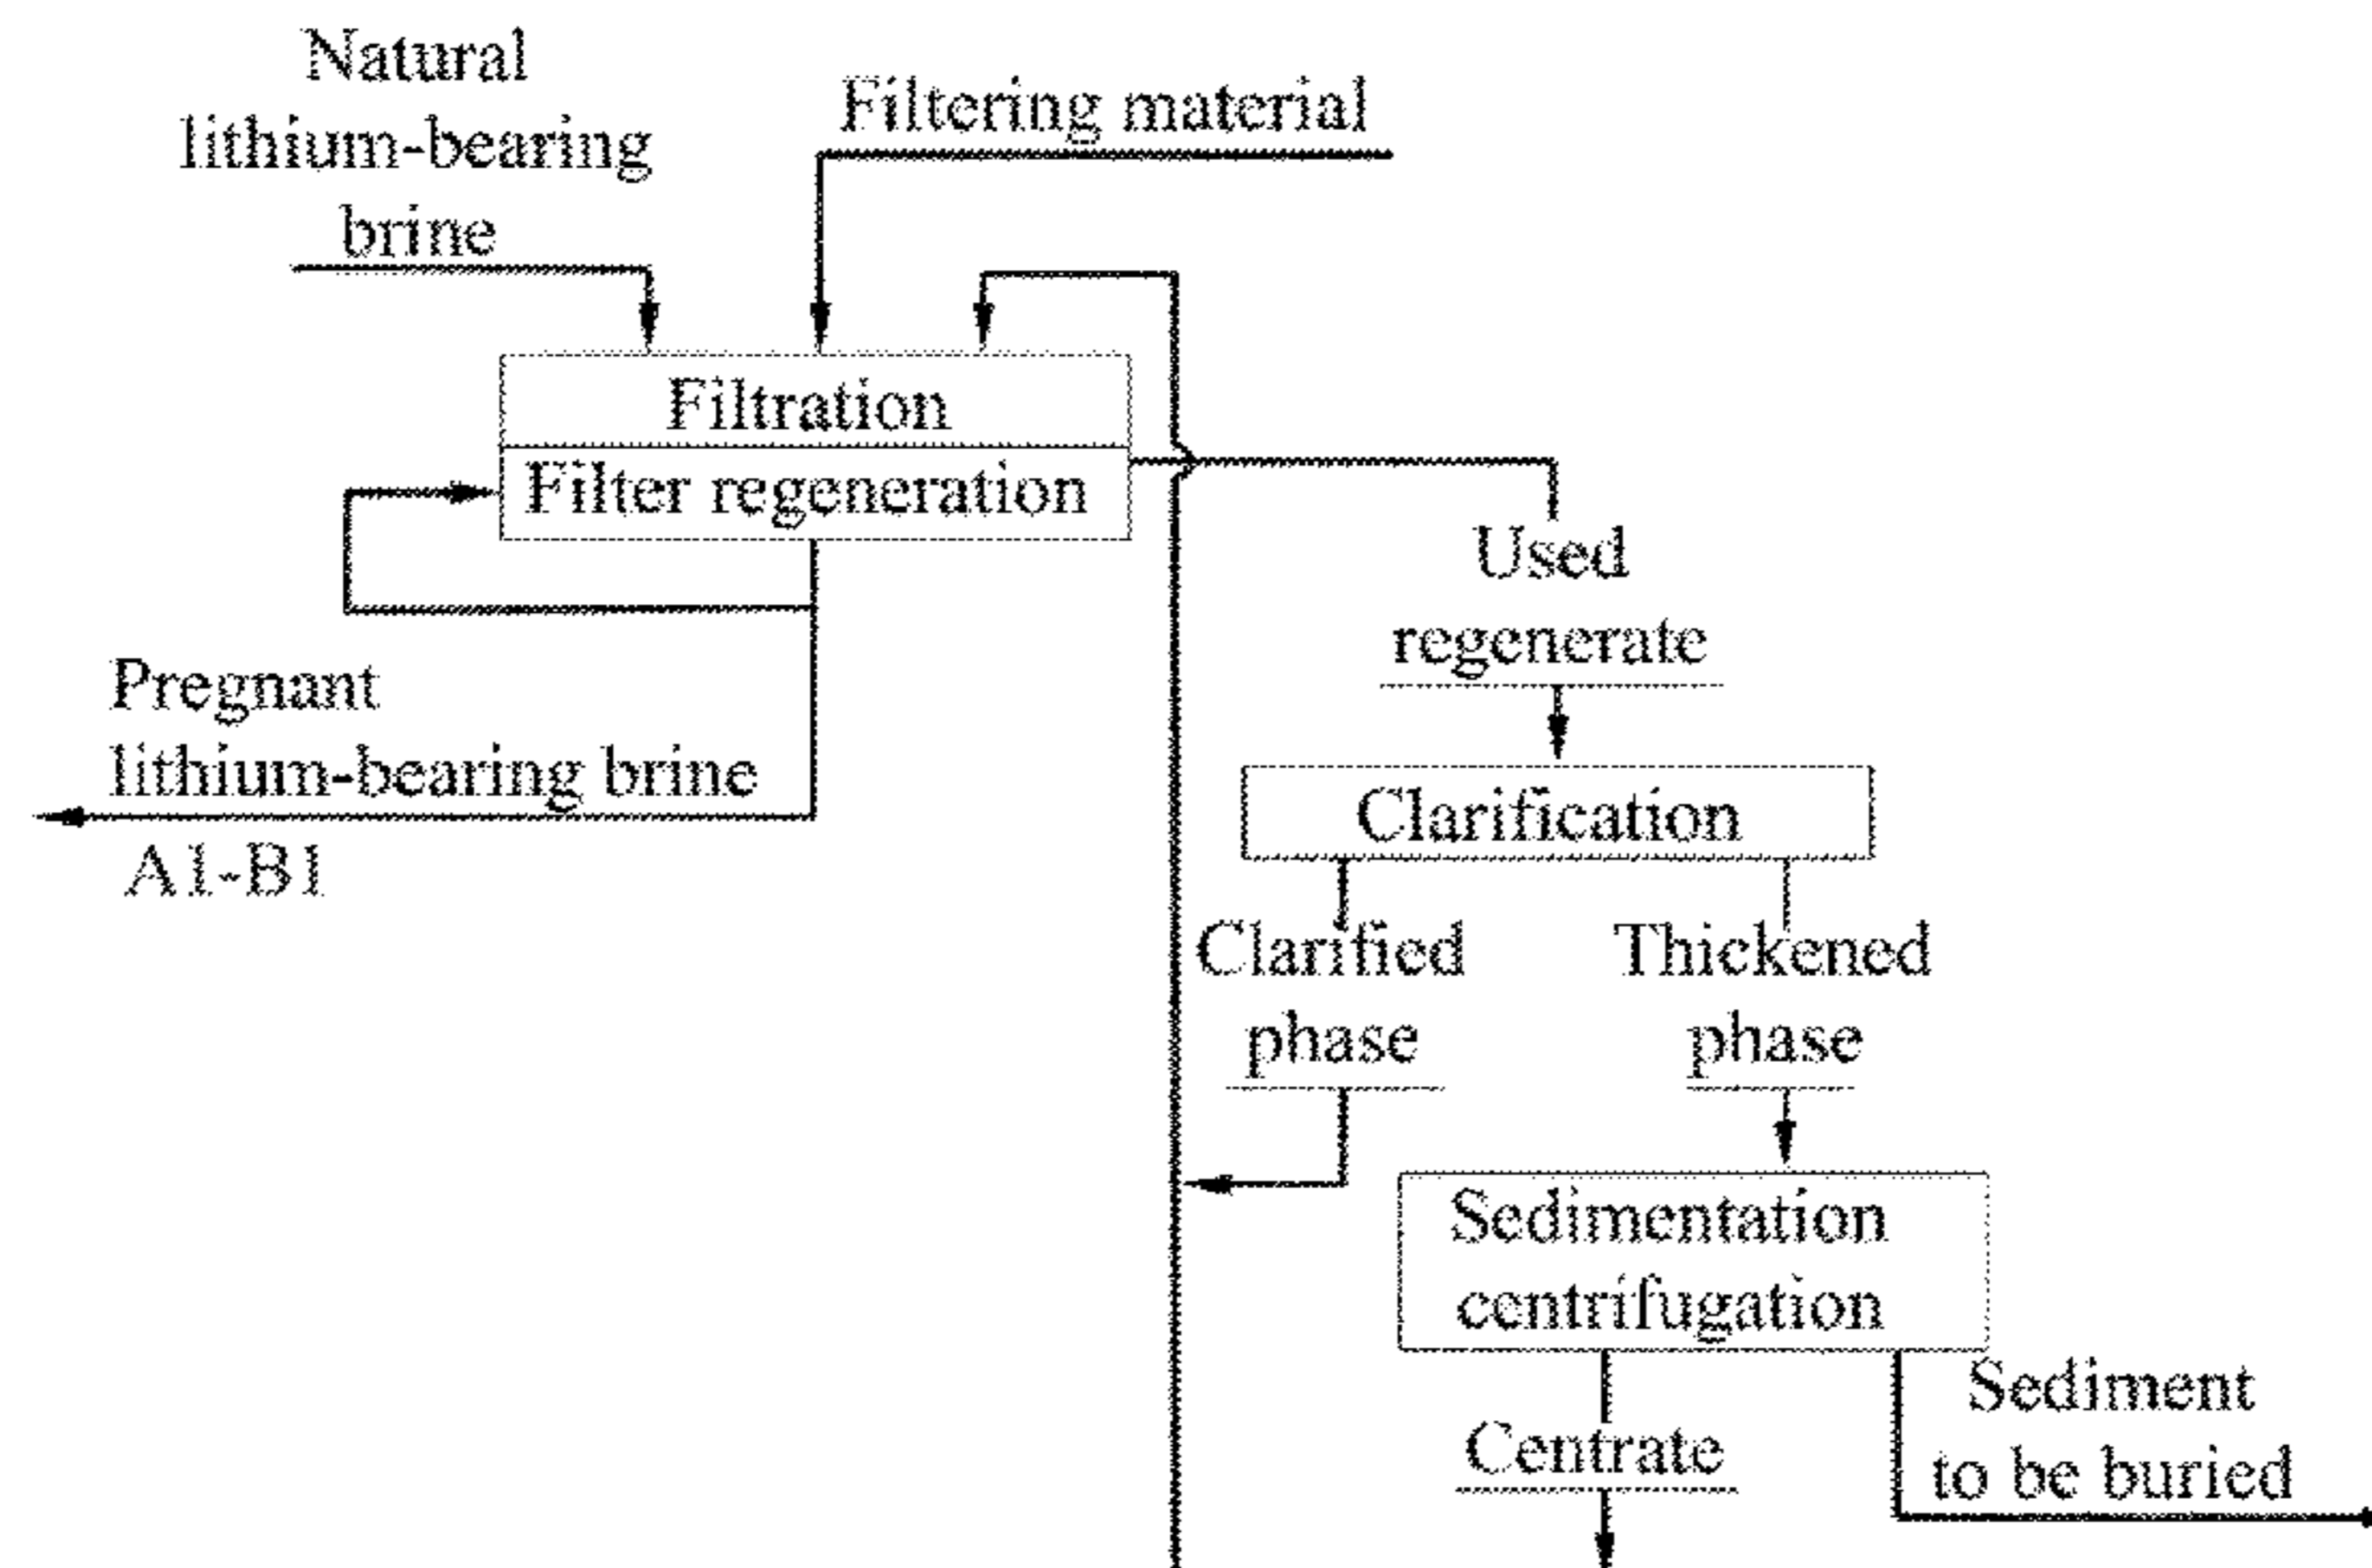 Natural
lithium-bearing
brine
Filtering material
Filtration
Filter regeneration
Used
regenerate
Pregnant
lithium-bearing brine
A1-B1
Clarification
Clarified
phase
Thickened
phase
Sedimentation
centrifugation
Centrate
Sediment
to be buried